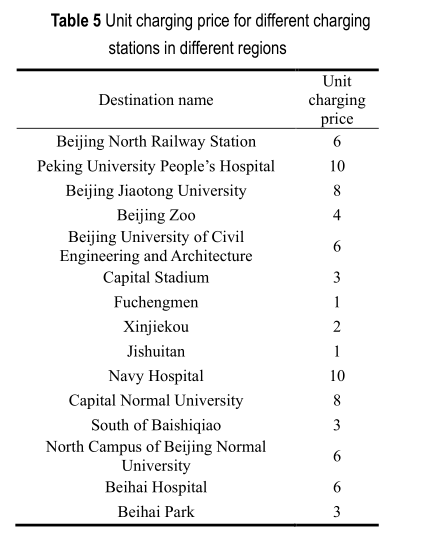 Table 5 Unit charging price for different charging
stations in different regions
Destination name
Unit
charging
price
Beijing North Railway Station 6
Peking University People's Hospital 10
Beijing Jiaotong University 8
Beijing Zoo 4
Beijing University of Civil
Engineering and Architecture 6
Capital Stadium 3
Fuchengmen 1
Xinjiekou 2
Jishuitan 1
Navy Hospital 10
Capital Normal University 8
South of Baishiqiao 3
North Campus of Beijing Normal
University 6
Beihai Hospital 6
Beihai Park 3